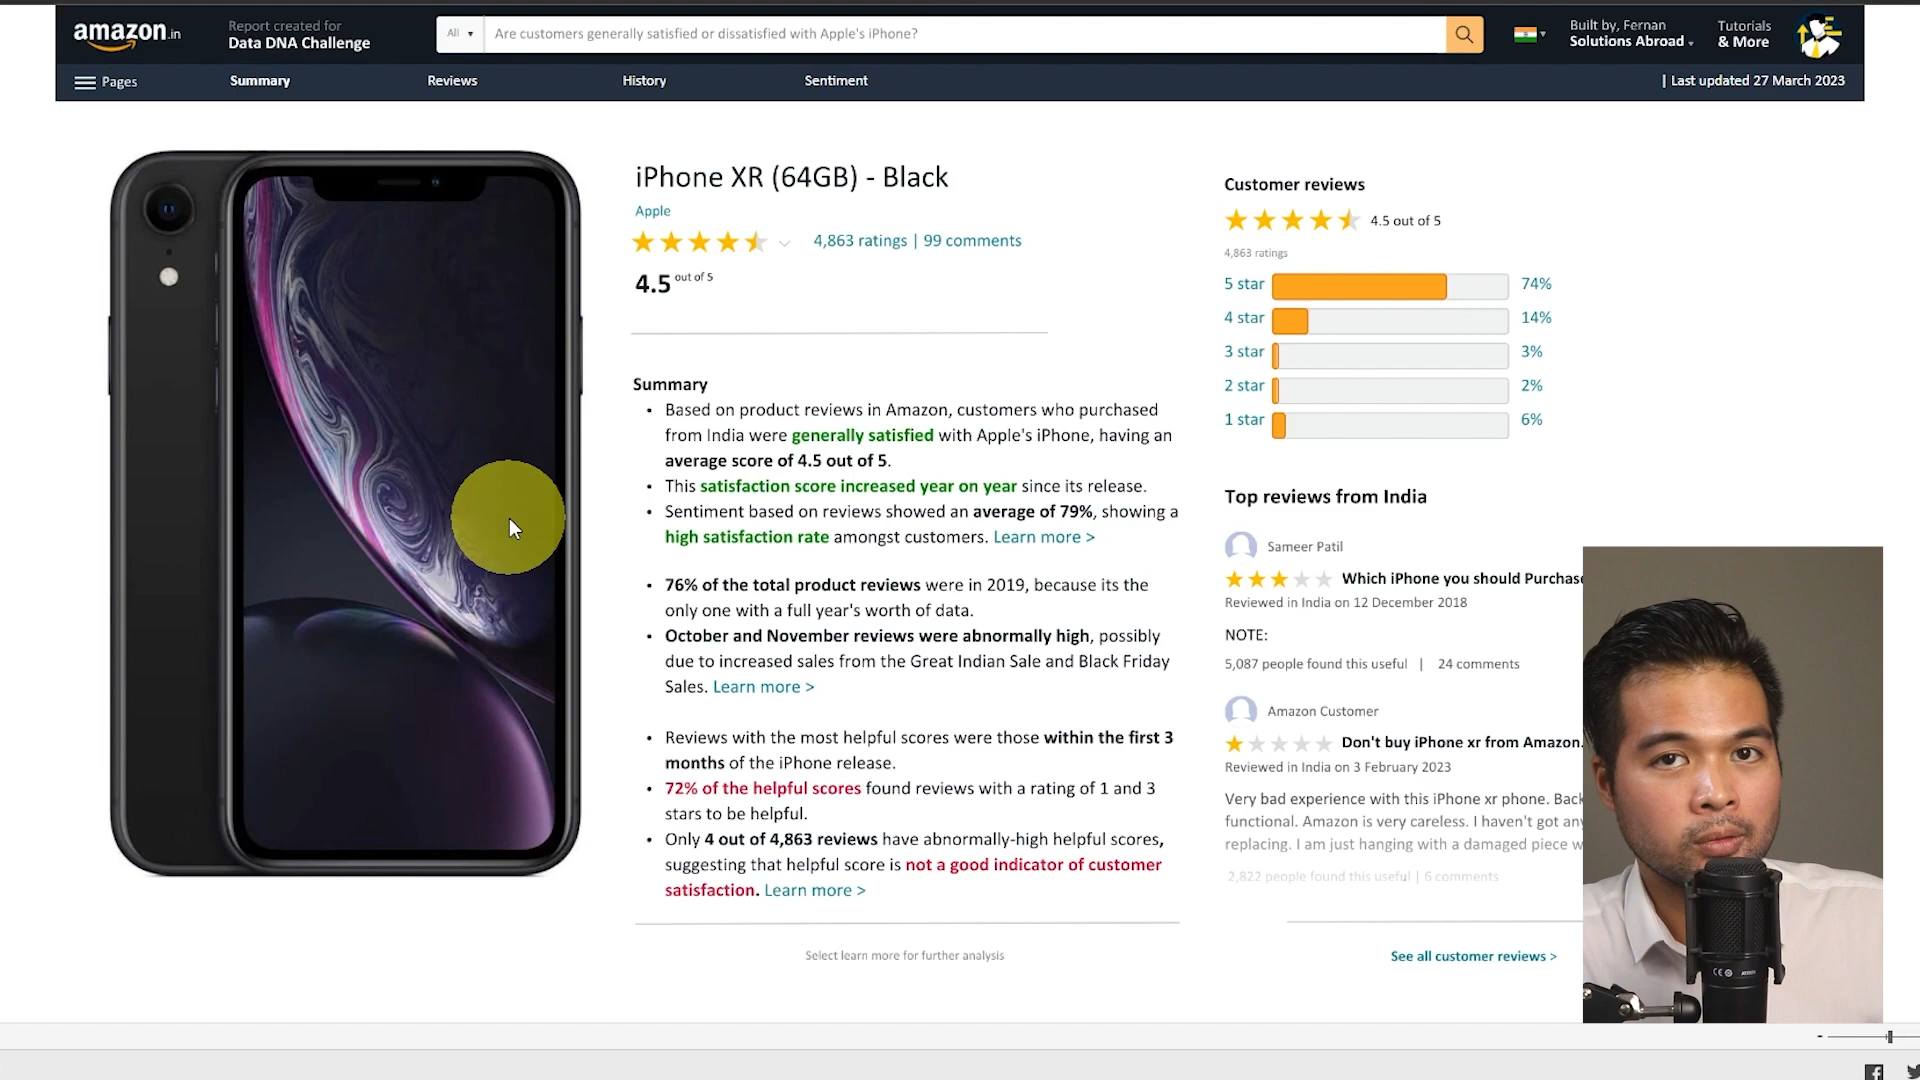 amazon.in
Report created for
Data DNA Challenge
All
Are customers generally satisfied or dissatisfied with Apple's iPhone?
Built by, Fernan
Solutions Abroad
Tutorials
& More
Pages
Summary
Reviews
History
Sentiment
| Last updated 27 March 2023
iPhone XR (64GB) - Black
Apple
4,863 ratings | 99 comments
4.5 out of 5
Summary
• Based on product reviews in Amazon, customers who purchased
from India were generally satisfied with Apple's iPhone, having an
average score of 4.5 out of 5.
• This satisfaction score increased year on year since its release.
• Sentiment based on reviews showed an average of 79%, showing a
high satisfaction rate amongst customers. Learn more >
• 76% of the total product reviews were in 2019, because its the
only one with a full year's worth of data.
• October and November reviews were abnormally high, possibly
due to increased sales from the Great Indian Sale and Black Friday
Sales. Learn more >
• Reviews with the most helpful scores were those within the first 3
months of the iPhone release.
• 72% of the helpful scores found reviews with a rating of 1 and 3
stars to be helpful.
• Only 4 out of 4,863 reviews have abnormally-high helpful scores,
suggesting that helpful score is not a good indicator of customer
satisfaction. Learn more >
Select learn more for further analysis
Customer reviews
4.5 out of 5
4,863 ratings
5 star 74%
4 star 14%
3 star 3%
2 star 2%
1 star 6%
Top reviews from India
Sameer Patil
Which iPhone you should Purchase
Reviewed in India on 12 December 2018
NOTE:
5,087 people found this useful | 24 comments
Amazon Customer
Don't buy iPhone xr from Amazon.
Reviewed in India on 3 February 2023
Very bad experience with this iPhone xr phone. Back
functional. Amazon is very careless. I haven't got any
replacing. I am just hanging with a damaged piece w
2,822 people found this useful | 6 comments
See all customer reviews >